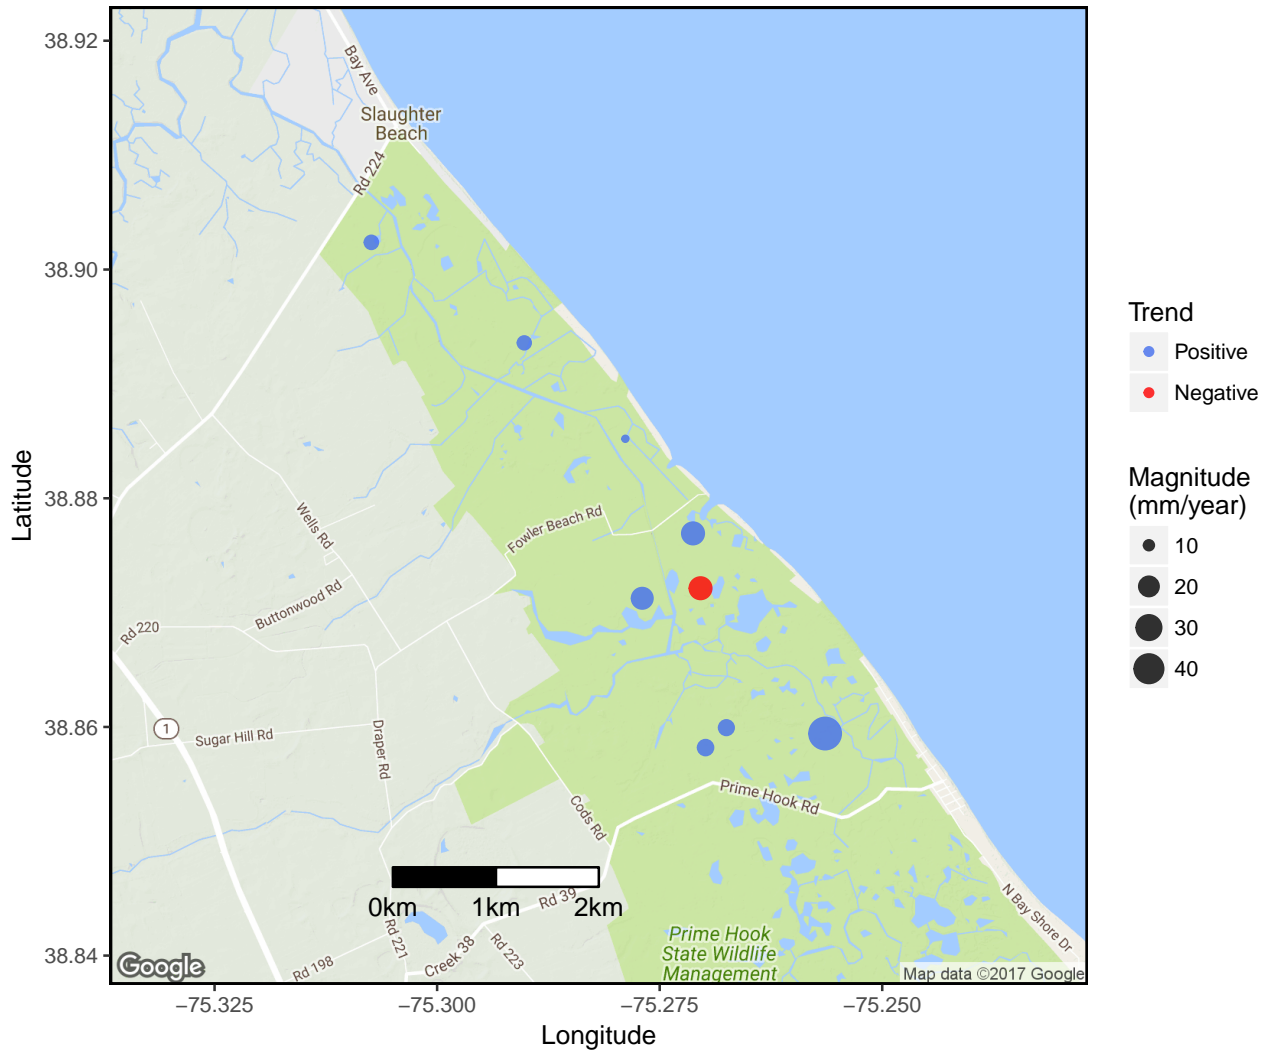 38.92
38.90
38.88
38.86
38.84
Latitude
−75.325
−75.300
−75.275
−75.250
Longitude
Bay Ave
Slaughter
Beach
Rd 224
Fowler Beach Rd
Wells Rd
Buttonwood Rd
Rd 220
1
Sugar Hill Rd
Draper Rd
Cods Rd
Prime Hook Rd
0km
1km
2km
Rd 39
Rd 221
Creek 38
Rd 223
Rd 198
N Bay Shore Dr
Prime Hook
State Wildlife
Management
Google
Map data ©2017 Google
Trend
Positive
Negative
Magnitude
(mm/year)
10
20
30
40